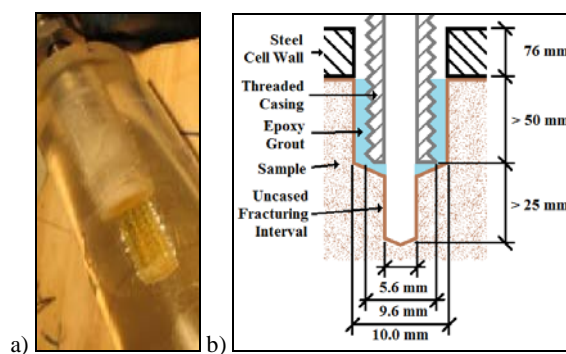 a)
b)
Steel
Cell Wall
Threaded
Casing
Epoxy
Grout
Sample
Uncased
Fracturing
Interval
76 mm
> 50 mm
> 25 mm
5.6 mm
9.6 mm
10.0 mm